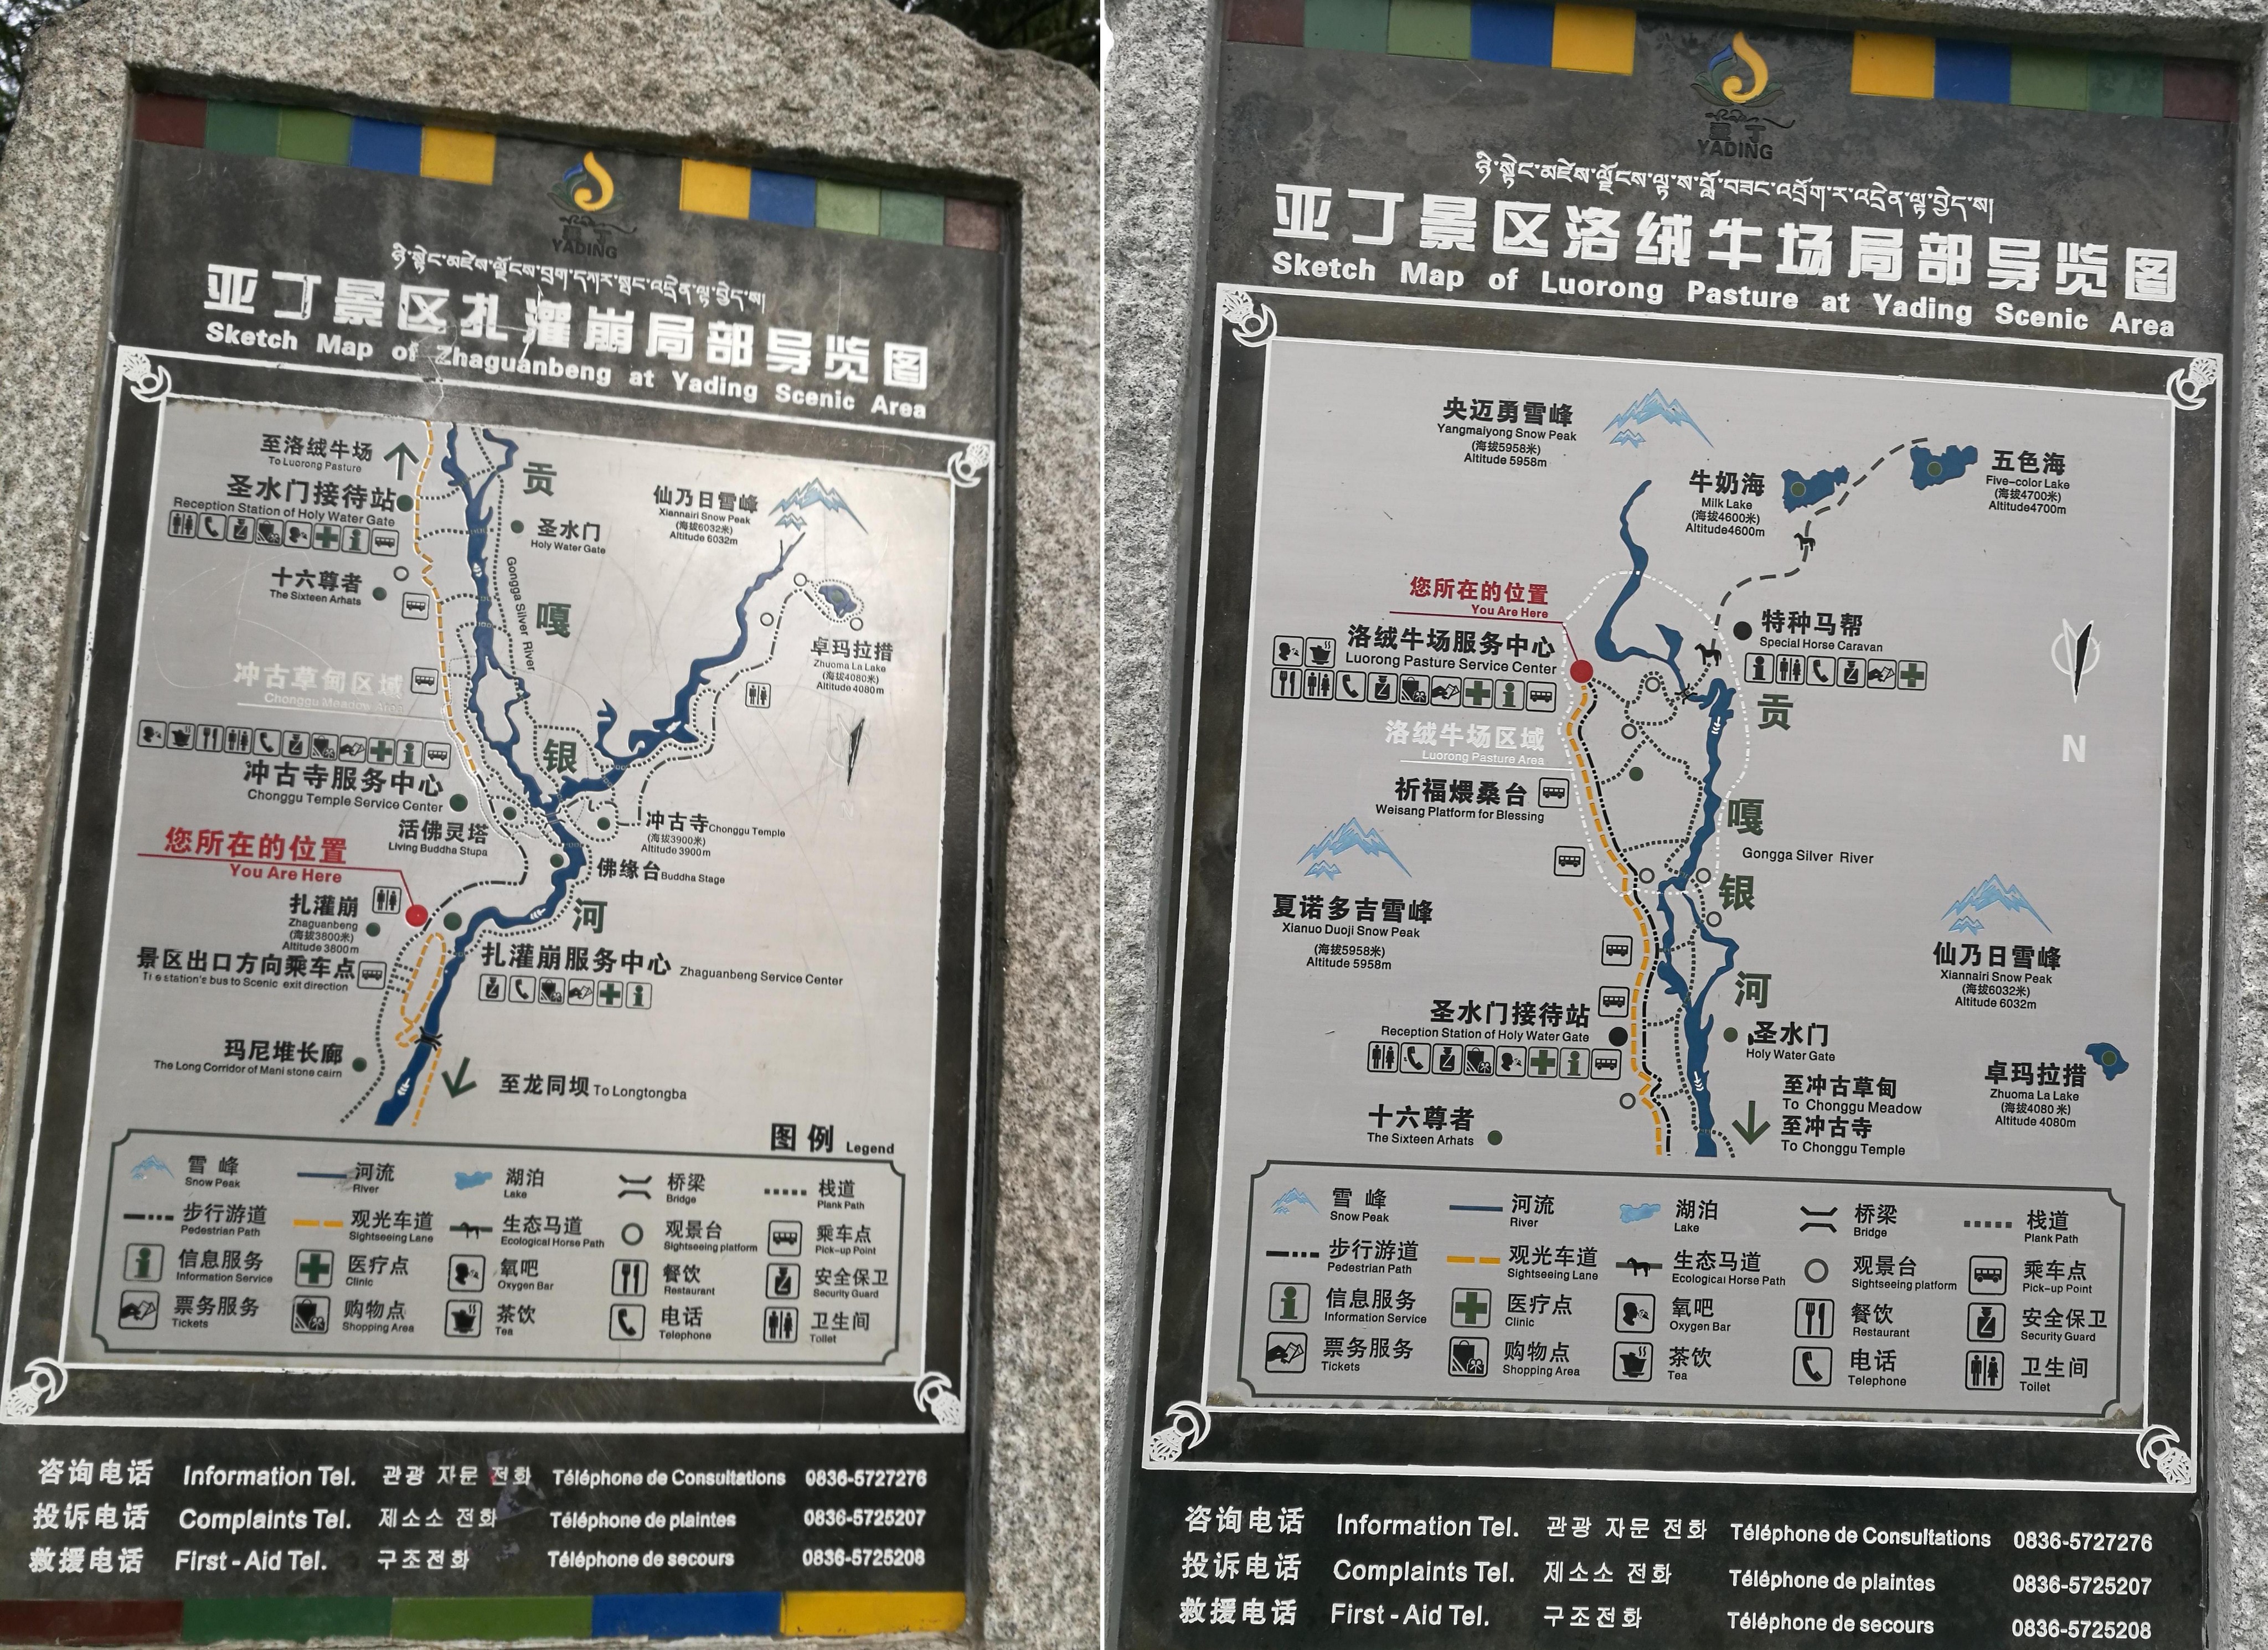 亚丁
YADING
亚丁景区扎灌崩局部导览图
Sketch Map of Zhaguanbeng at Yading Scenic Area
至洛绒牛场
To Luorong Pasture
圣水门接待站
Reception Station of Holy Water Gate
十六尊者
The Sixteen Arhats
冲古草甸区域
Chonggu Meadow Area
冲古寺服务中心
Chonggu Temple Service Center
活佛灵塔
Living Buddha Stupa
您所在的位置
You Are Here
扎灌崩
Zhaguanbeng
(海拔3800米)
Altitude 3800m
景区出口方向乘车点
station's bus to Scenic exit direction
玛尼堆长廊
The Long Corridor of Mani stone cairn
贡
嘎
银
河
Gongga Silver River
圣水门
Holy Water Gate
仙乃日雪峰
Xiannairi Snow Peak
(海拔6032米)
Altitude 6032m
卓玛拉措
Zhuoma La Lake
(海拔4080米)
Altitude 4080m
冲古寺 Chonggu Temple
(海拔3900米)
Altitude 3900m
佛缘台 Buddha Stage
扎灌崩服务中心 Zhaguanbeng Service Center
至龙同坝 To Longtongba
图例 Legend
雪峰
Snow Peak
河流
River
湖泊
Lake
桥梁
Bridge
栈道
Plank Path
步行游道
Pedestrian Path
观光车道
Sightseeing Lane
生态马道
Ecological Horse Path
观景台
Sightseeing platform
乘车点
Pick-up Point
信息服务
Information Service
医疗点
Clinic
氧吧
Oxygen Bar
餐饮
Restaurant
安全保卫
Security Guard
票务服务
Tickets
购物点
Shopping Area
茶饮
Tea
电话
Telephone
卫生间
Toilet
咨询电话 Information Tel. 관광 자문 전화 Téléphone de Consultations 0836-5727276
投诉电话 Complaints Tel. 제소소 전화 Téléphone de plaintes 0836-5725207
救援电话 First-Aid Tel. 구조전화 Téléphone de secours 0836-5725208
亚丁
YADING
亚丁景区洛绒牛场局部导览图
Sketch Map of Luorong Pasture at Yading Scenic Area
央迈勇雪峰
Yangmaiyong Snow Peak
(海拔5958米)
Altitude 5958m
牛奶海
Milk Lake
(海拔4600米)
Altitude4600m
五色海
Five-color Lake
(海拔4700米)
Altitude4700m
您所在的位置
You Are Here
洛绒牛场服务中心
Luorong Pasture Service Center
特种马帮
Special Horse Caravan
洛绒牛场区域
Luorong Pasture Area
祈福煨桑台
Weisang Platform for Blessing
贡
嘎
银
河
Gongga Silver River
夏诺多吉雪峰
Xianuo Duoji Snow Peak
(海拔5958米)
Altitude 5958m
仙乃日雪峰
Xiannairi Snow Peak
(海拔6032米)
Altitude 6032m
N
圣水门接待站
Reception Station of Holy Water Gate
圣水门
Holy Water Gate
十六尊者
The Sixteen Arhats
至冲古草甸
To Chonggu Meadow
至冲古寺
To Chonggu Temple
卓玛拉措
Zhuoma La Lake
(海拔4080米)
Altitude 4080m
雪峰
Snow Peak
河流
River
湖泊
Lake
桥梁
Bridge
栈道
Plank Path
步行游道
Pedestrian Path
观光车道
Sightseeing Lane
生态马道
Ecological Horse Path
观景台
Sightseeing platform
乘车点
Pick-up Point
信息服务
Information Service
医疗点
Clinic
氧吧
Oxygen Bar
餐饮
Restaurant
安全保卫
Security Guard
票务服务
Tickets
购物点
Shopping Area
茶饮
Tea
电话
Telephone
卫生间
Toilet
咨询电话 Information Tel. 관광 자문 전화 Téléphone de Consultations 0836-5727276
投诉电话 Complaints Tel. 제소소 전화 Téléphone de plaintes 0836-5725207
救援电话 First-Aid Tel. 구조전화 Téléphone de secours 0836-5725208